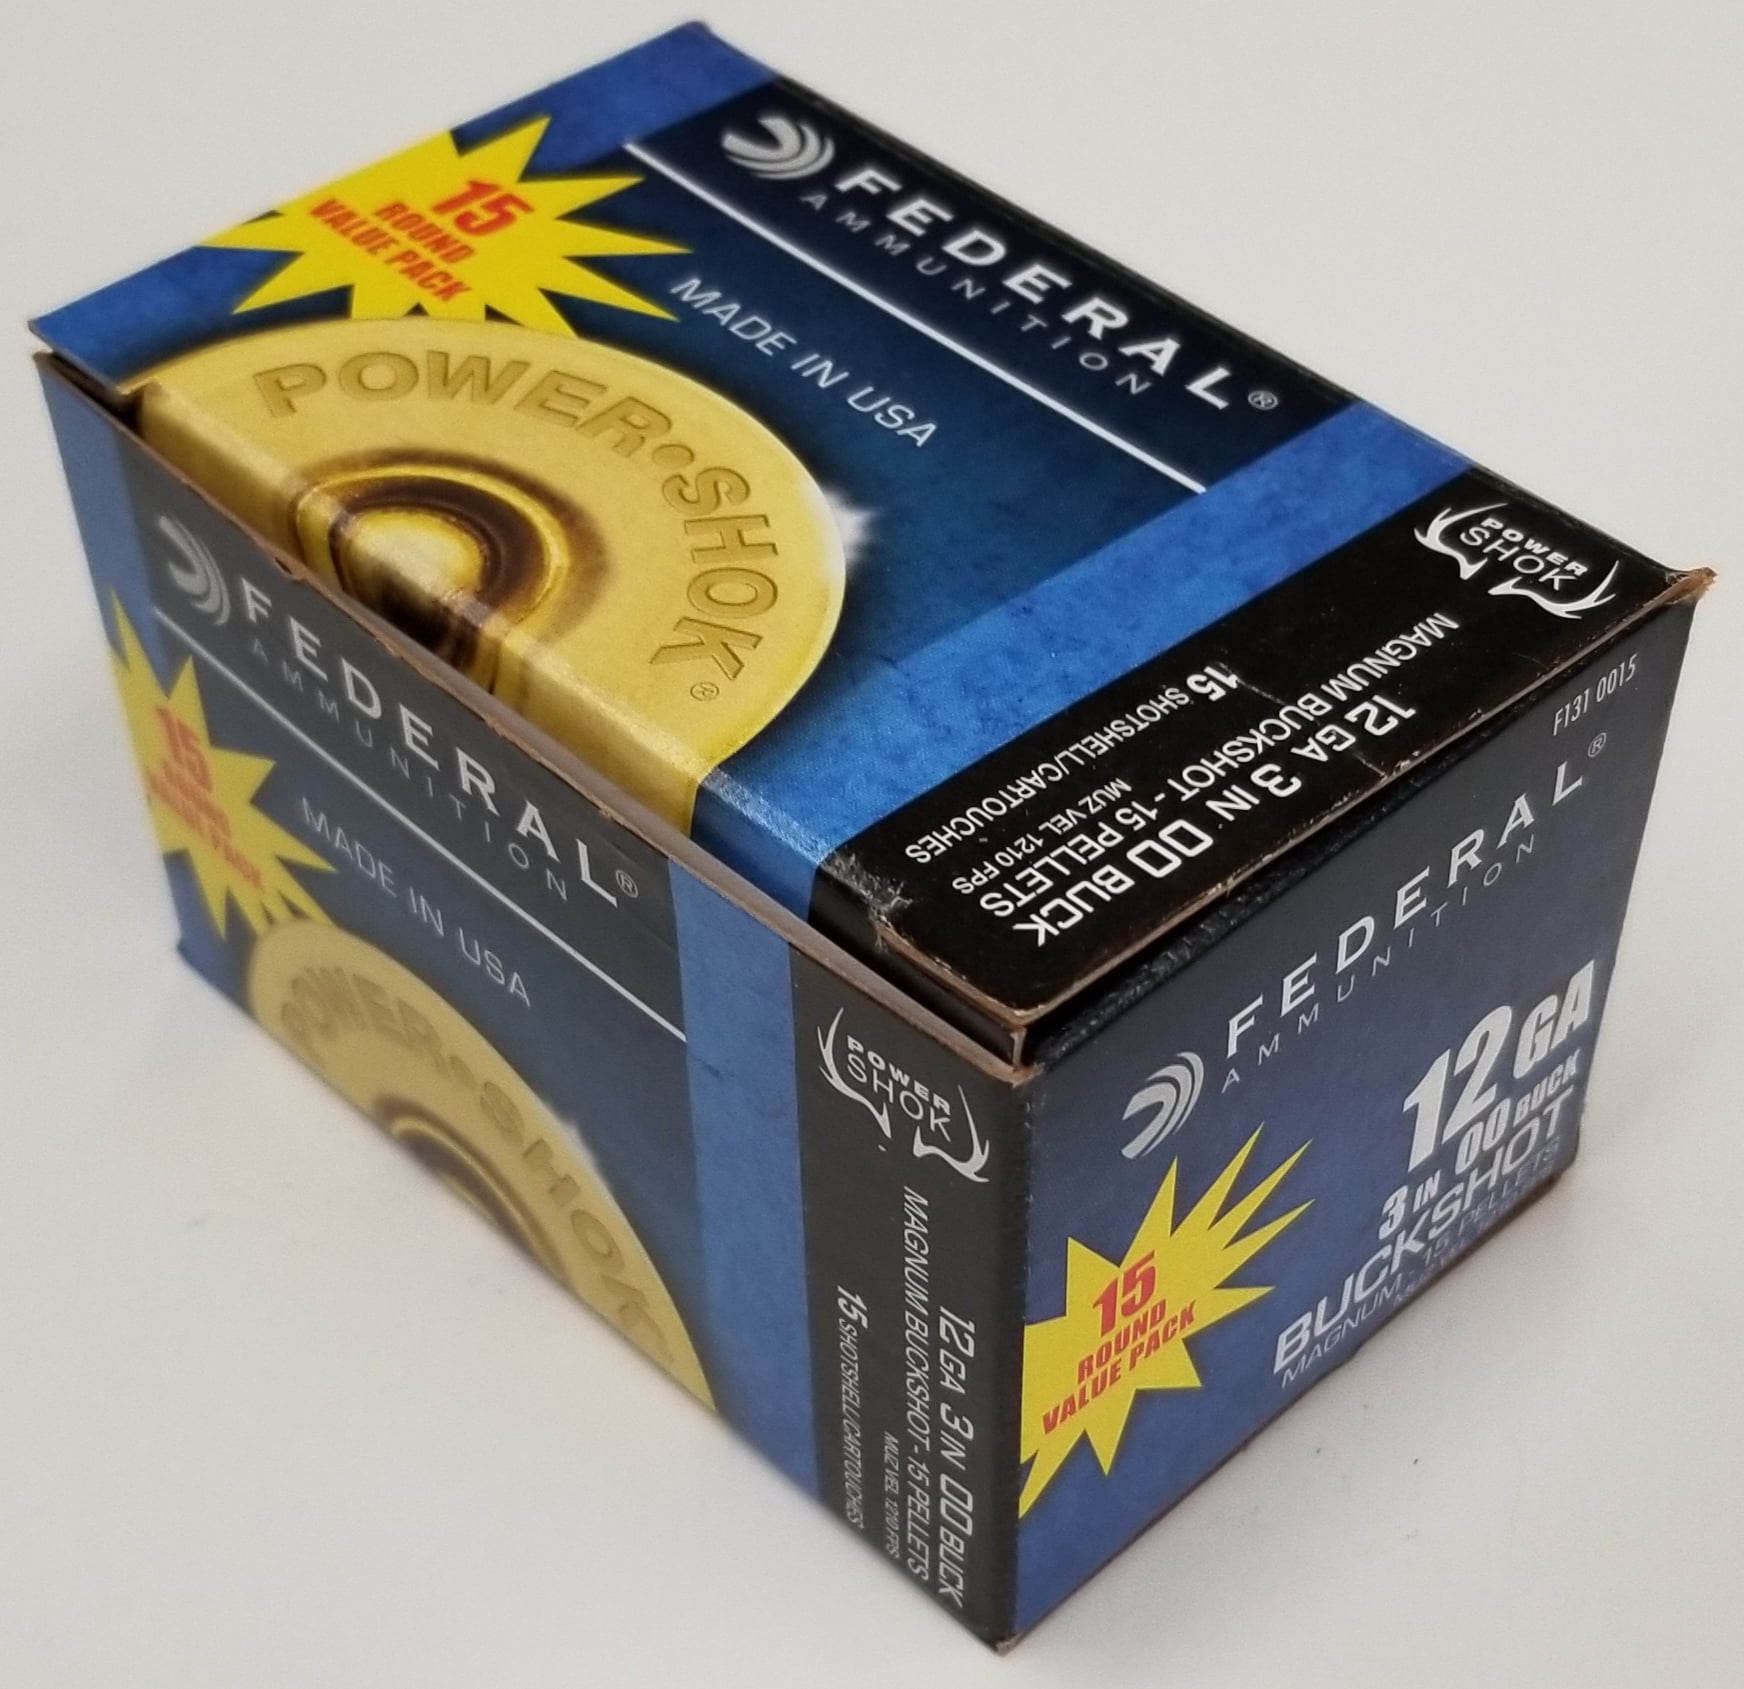 FEDERAL®
AMMUNITION
15
ROUND
VALUE PACK
MADE IN USA
POWER•SHOK®
POWER
SHOK
12 GA 3 IN 00 BUCK
MAGNUM BUCKSHOT - 15 PELLETS
MUZ VEL 1210 FPS
15 SHOTSHELL/CARTOUCHES
FEDERAL®
AMMUNITION
15
ROUND
VALUE PACK
MADE IN USA
POWER•SHOK
POWER
SHOK
12 GA 3 IN 00 BUCK
MAGNUM BUCKSHOT - 15 PELLETS
MUZ VEL 1210 FPS
15 SHOTSHELL/CARTOUCHES
F131 0015
FEDERAL®
AMMUNITION
12 GA
3 IN 00 BUCK
BUCKSHOT
MAGNUM - 15 PELLETS
15
ROUND
VALUE PACK